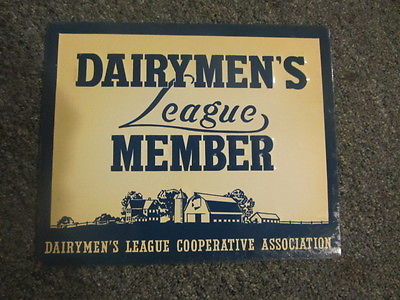 DAIRYMEN'S
League
MEMBER
DAIRYMEN'S LEAGUE COOPERATIVE ASSOCIATION